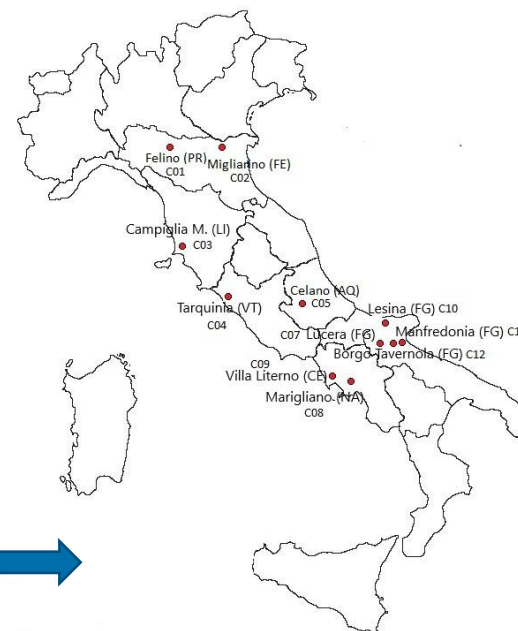 Felino (PR)
C01
Migliarino (FE)
C02
Campiglia M. (LI)
C03
Tarquinia (VT)
C04
Celano (AQ)
C05
Lesina (FG) C10
C07 Lucera (FG)
Manfredonia (FG) C1
Borgo Tavernola (FG) C12
C09
Villa Literno (CE)
Marigliano (NA)
C08